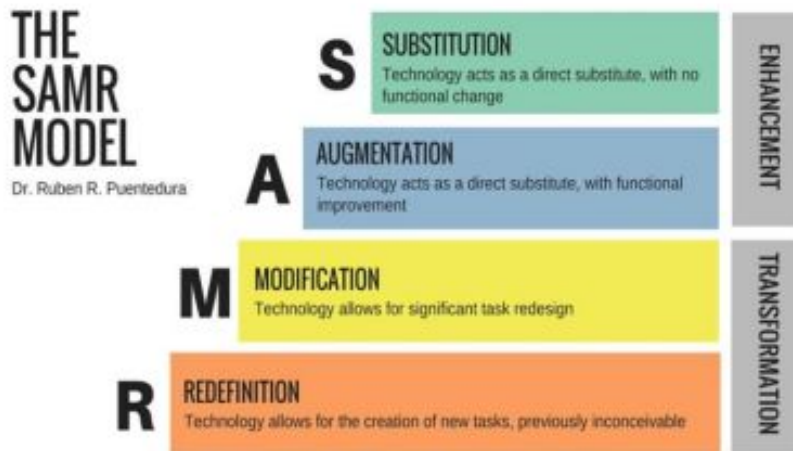 THE
SAMR
MODEL
Dr. Ruben R. Puentedura
S
SUBSTITUTION
Technology acts as a direct substitute, with no
functional change
A
AUGMENTATION
Technology acts as a direct substitute, with functional
improvement
ENHANCEMENT
M
MODIFICATION
Technology allows for significant task redesign
R
REDEFINITION
Technology allows for the creation of new tasks, previously inconceivable
TRANSFORMATION